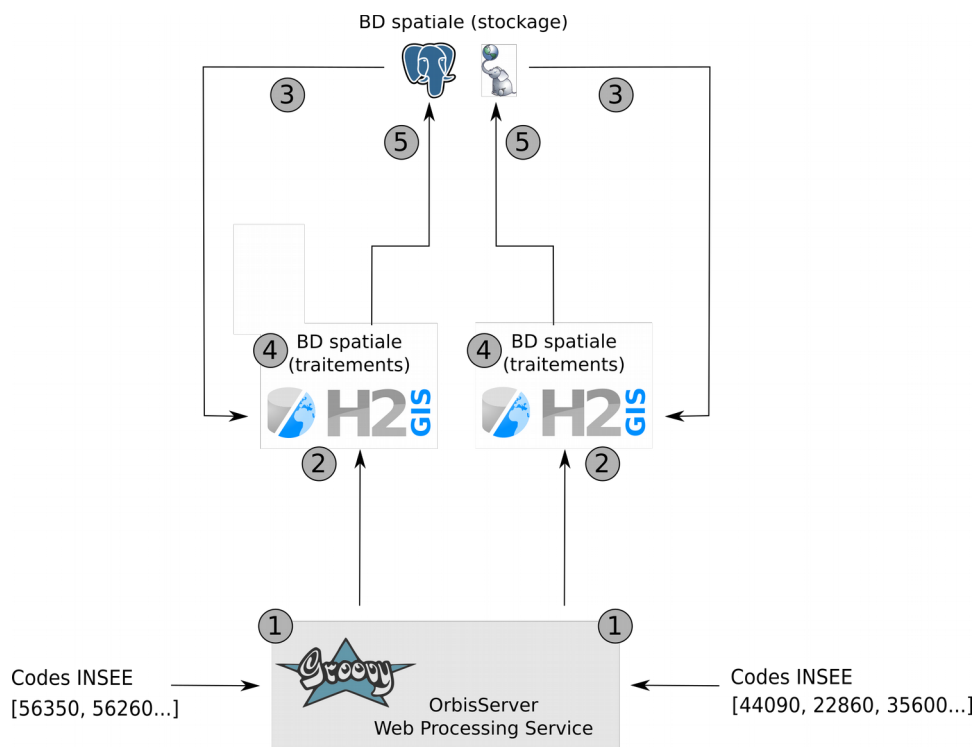 BD spatiale (stockage)
3
3
5
5
4
BD spatiale
(traitements)
H2
GIS
4
BD spatiale
(traitements)
H2
GIS
2
2
1
1
Groovy
OrbisServer
Web Processing Service
Codes INSEE
[56350, 56260...]
Codes INSEE
[44090, 22860, 35600...]